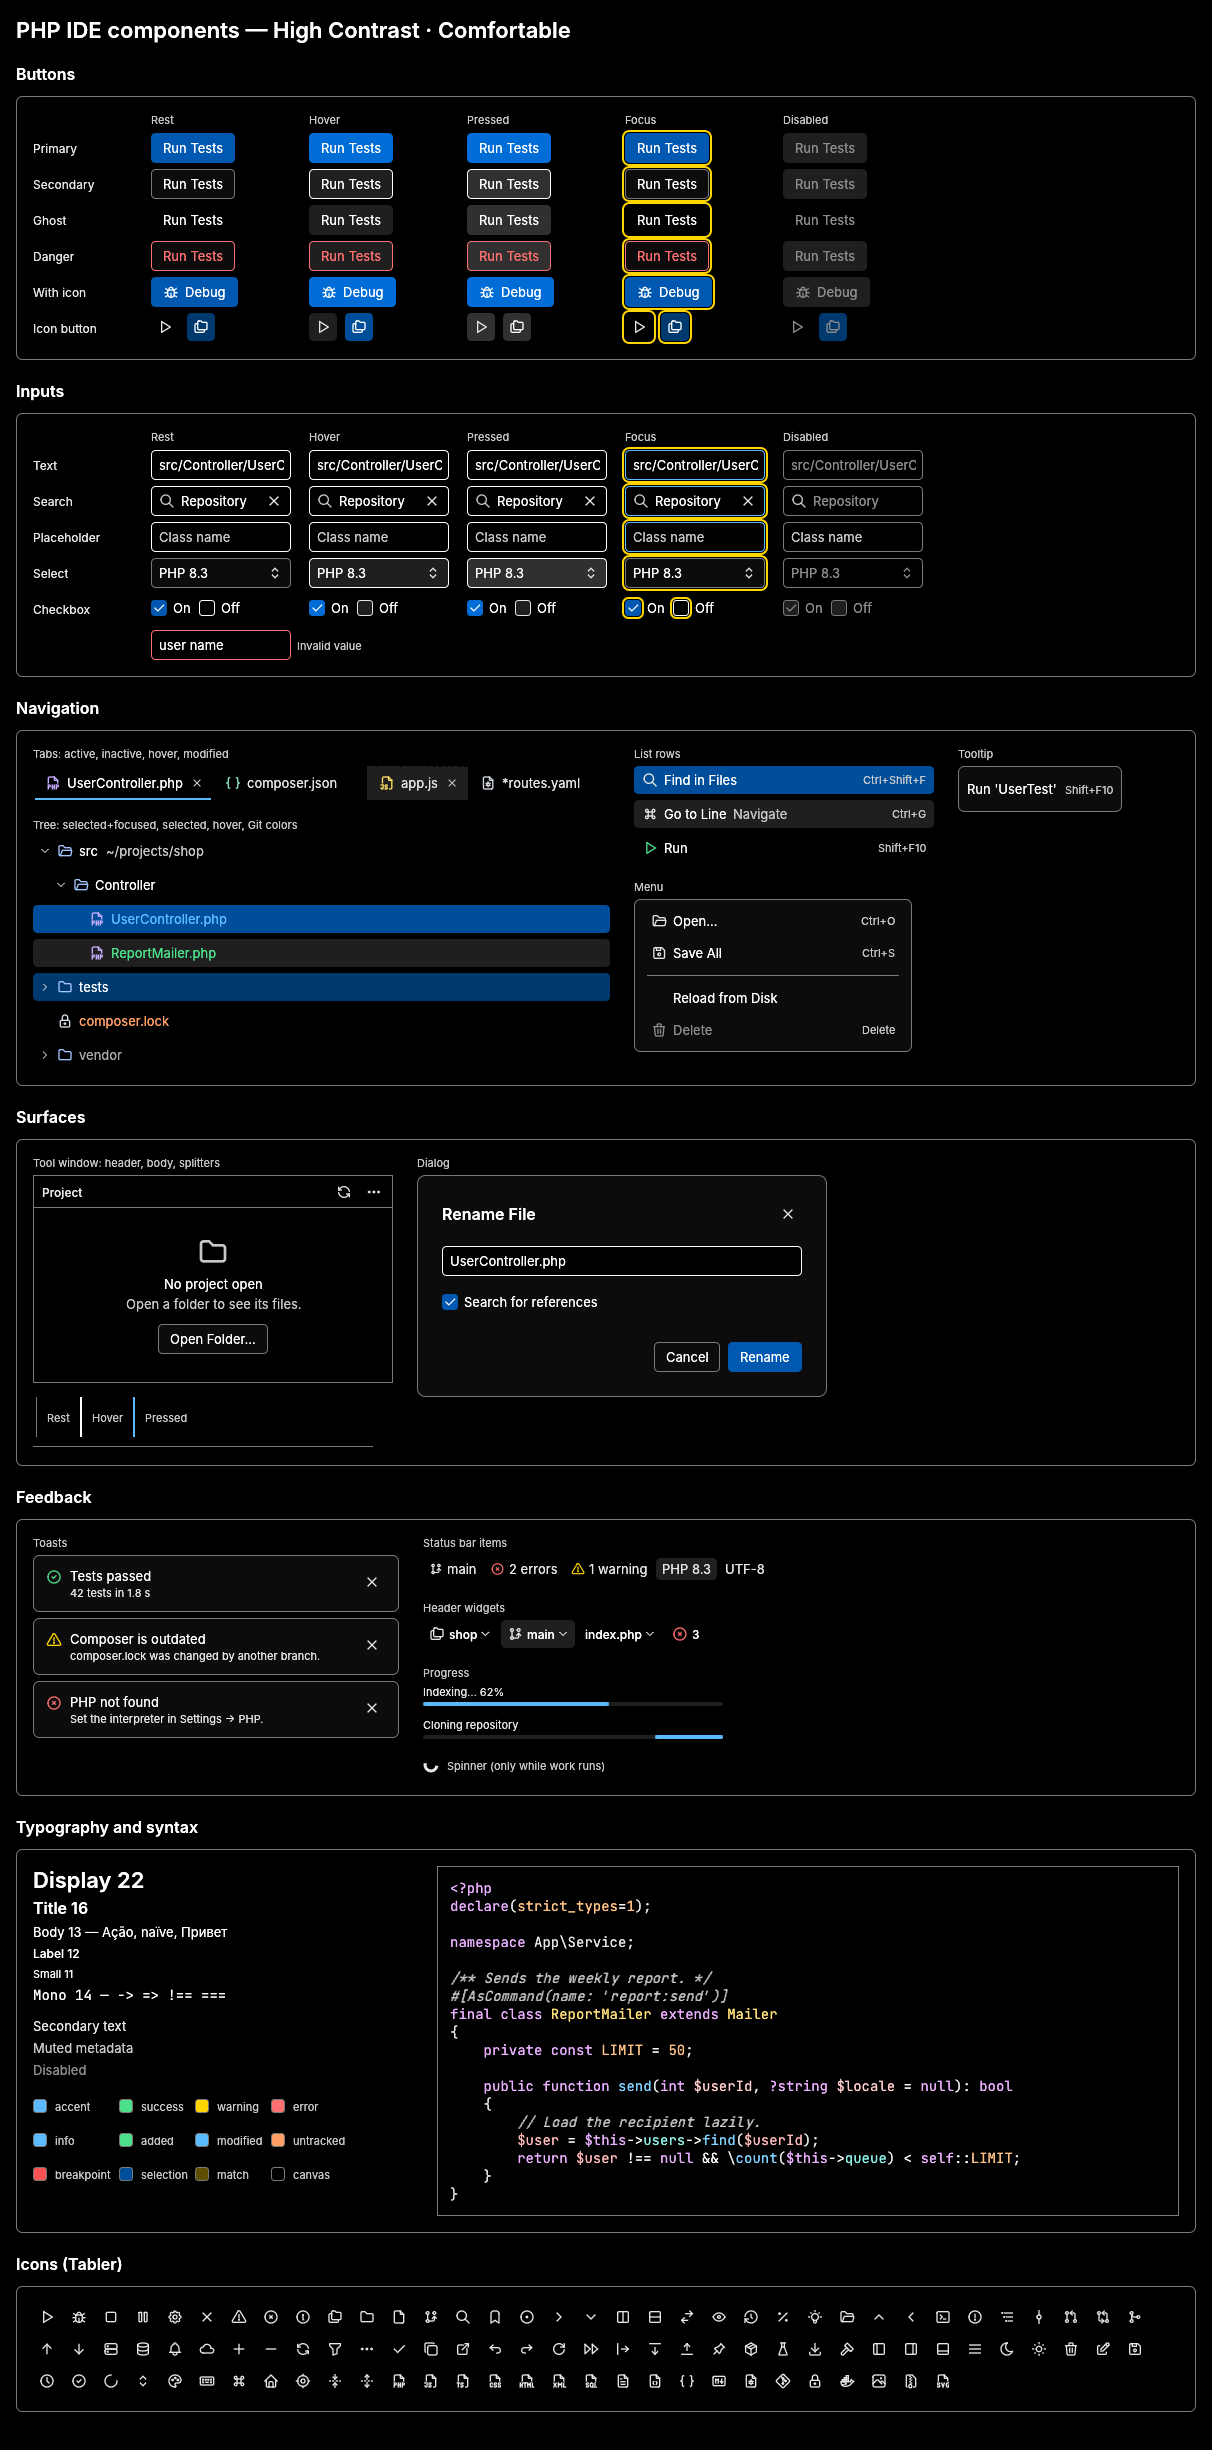 PHP IDE components — High Contrast · Comfortable
Buttons
Rest Hover Pressed Focus Disabled
Primary Run Tests Run Tests Run Tests Run Tests Run Tests
Secondary Run Tests Run Tests Run Tests Run Tests Run Tests
Ghost Run Tests Run Tests Run Tests Run Tests Run Tests
Danger Run Tests Run Tests Run Tests Run Tests Run Tests
With icon Debug Debug Debug Debug Debug
Icon button
Inputs
Rest Hover Pressed Focus Disabled
Text src/Controller/UserC src/Controller/UserC src/Controller/UserC src/Controller/UserC src/Controller/UserC
Search Repository Repository Repository Repository Repository
Placeholder Class name Class name Class name Class name Class name
Select PHP 8.3 PHP 8.3 PHP 8.3 PHP 8.3 PHP 8.3
Checkbox On Off On Off On Off On Off On Off
user name Invalid value
Navigation
Tabs: active, inactive, hover, modified
UserController.php composer.json app.js *routes.yaml
Tree: selected+focused, selected, hover, Git colors
src ~/projects/shop
Controller
UserController.php
ReportMailer.php
tests
composer.lock
vendor
List rows
Find in Files Ctrl+Shift+F
Go to Line Navigate Ctrl+G
Run Shift+F10
Menu
Open... Ctrl+O
Save All Ctrl+S
Reload from Disk
Delete Delete
Tooltip
Run 'UserTest' Shift+F10
Surfaces
Tool window: header, body, splitters
Project
No project open
Open a folder to see its files.
Open Folder...
Rest Hover Pressed
Dialog
Rename File
UserController.php
Search for references
Cancel Rename
Feedback
Toasts
Tests passed
42 tests in 1.8 s
Composer is outdated
composer.lock was changed by another branch.
PHP not found
Set the interpreter in Settings → PHP.
Status bar items
main 2 errors 1 warning PHP 8.3 UTF-8
Header widgets
shop main index.php 3
Progress
Indexing... 62%
Cloning repository
Spinner (only while work runs)
Typography and syntax
Display 22
Title 16
Body 13 — Ação, naïve, Привет
Label 12
Small 11
Mono 14 — -> => !== ===
Secondary text
Muted metadata
Disabled
accent success warning error
info added modified untracked
breakpoint selection match canvas
<?php
declare(strict_types=1);
namespace App\Service;
/** Sends the weekly report. */
#[AsCommand(name: 'report:send')]
final class ReportMailer extends Mailer
{
    private const LIMIT = 50;
    public function send(int $userId, ?string $locale = null): bool
    {
        // Load the recipient lazily.
        $user = $this->users->find($userId);
        return $user !== null && \count($this->queue) < self::LIMIT;
    }
}
Icons (Tabler)
PHP JS TS CSS HTML XML SQL SVG